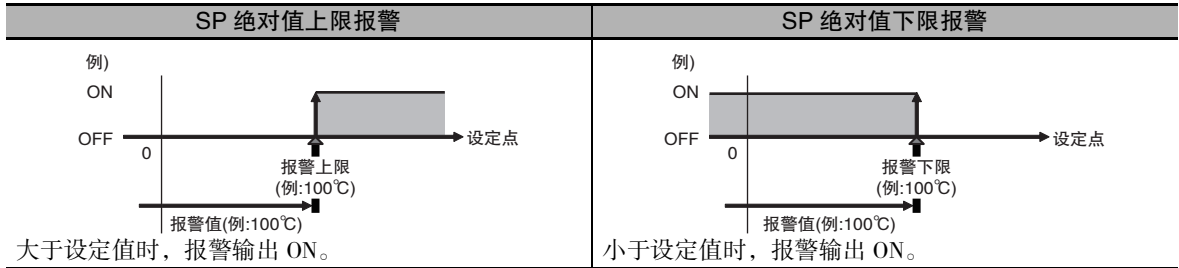 SP 绝对值上限报警
SP 绝对值下限报警
例)
ON
OFF
0
设定点
报警上限
(例:100℃)
报警值(例:100℃)
大于设定值时，报警输出 ON。
例)
ON
OFF
0
设定点
报警下限
(例:100℃)
报警值(例:100℃)
小于设定值时，报警输出 ON。